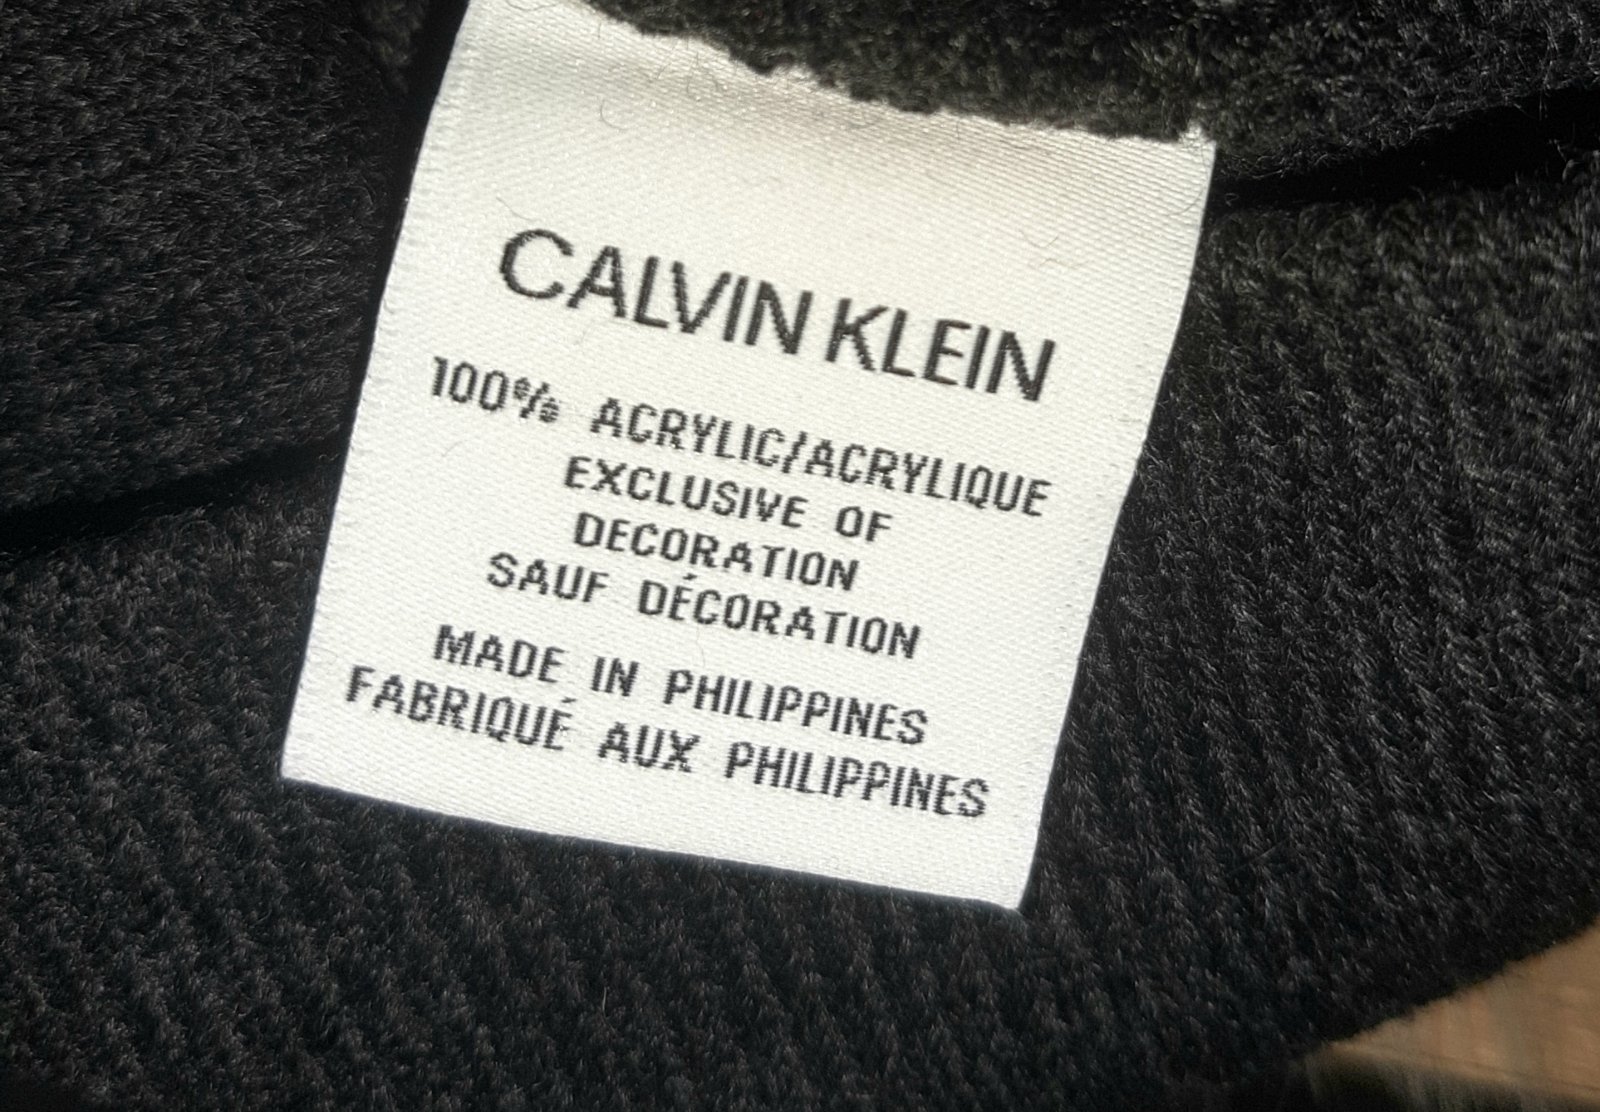 CALVIN KLEIN
100% ACRYLIC/ACRYLIQUE
EXCLUSIVE OF
DECORATION
SAUF DÉCORATION
MADE IN PHILIPPINES
FABRIQUÉ AUX PHILIPPINES